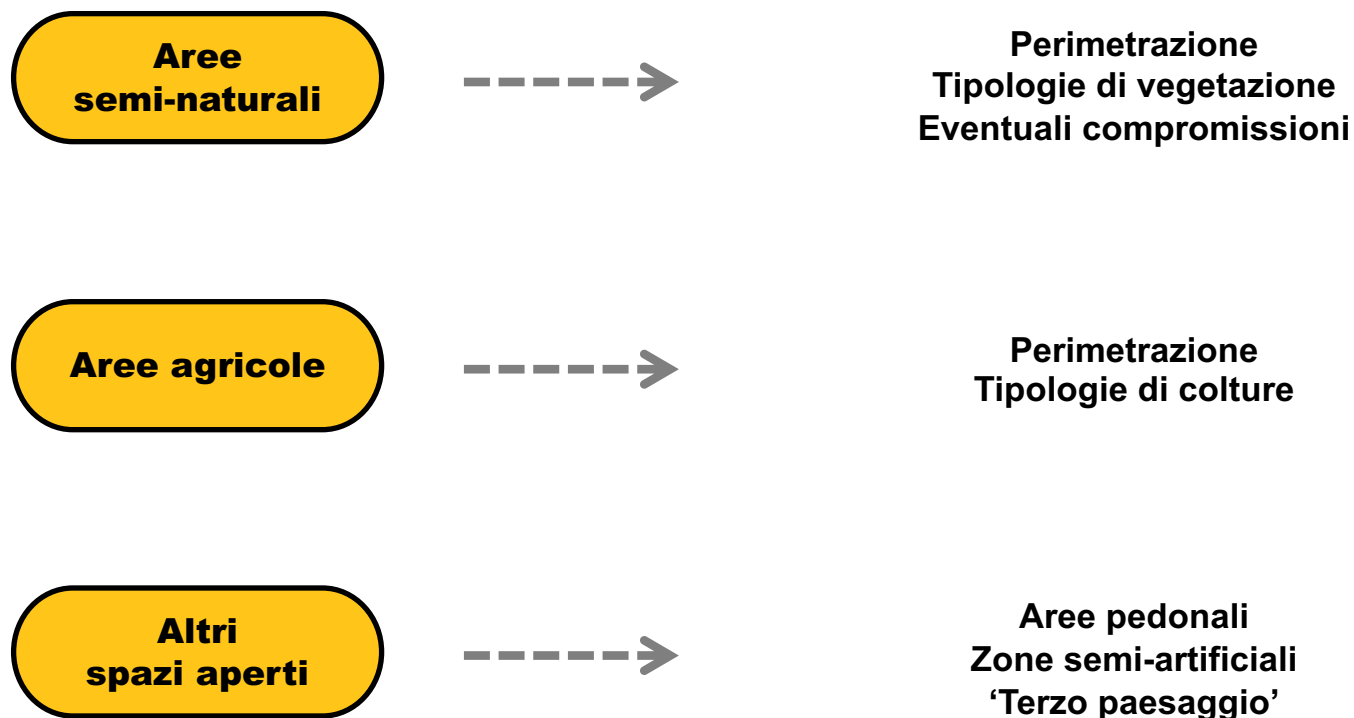 Aree
semi-naturali
Perimetrazione
Tipologie di vegetazione
Eventuali compromissioni
Aree agricole
Perimetrazione
Tipologie di colture
Altri
spazi aperti
Aree pedonali
Zone semi-artificiali
‘Terzo paesaggio’